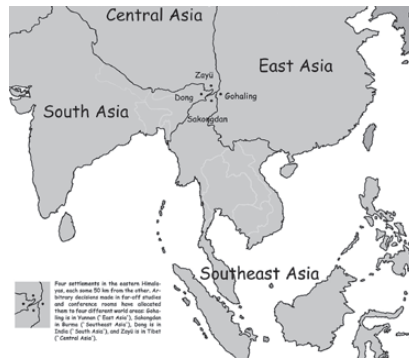 Central Asia
East Asia
Zayü
Dong
Gohaling
South Asia
Sakongdan
Southeast Asia
Four settlements in the eastern Himala-
yas, each some 50 km from the other. Ar-
bitrary decisions made in far-off studies
and conference rooms have allocated
them to four different world areas: Goha-
ling is in Yunnan ("East Asia"), Sakongdan
in Burma ("Southeast Asia"), Dong is in
India ("South Asia"), and Zayü is in Tibet
("Central Asia").